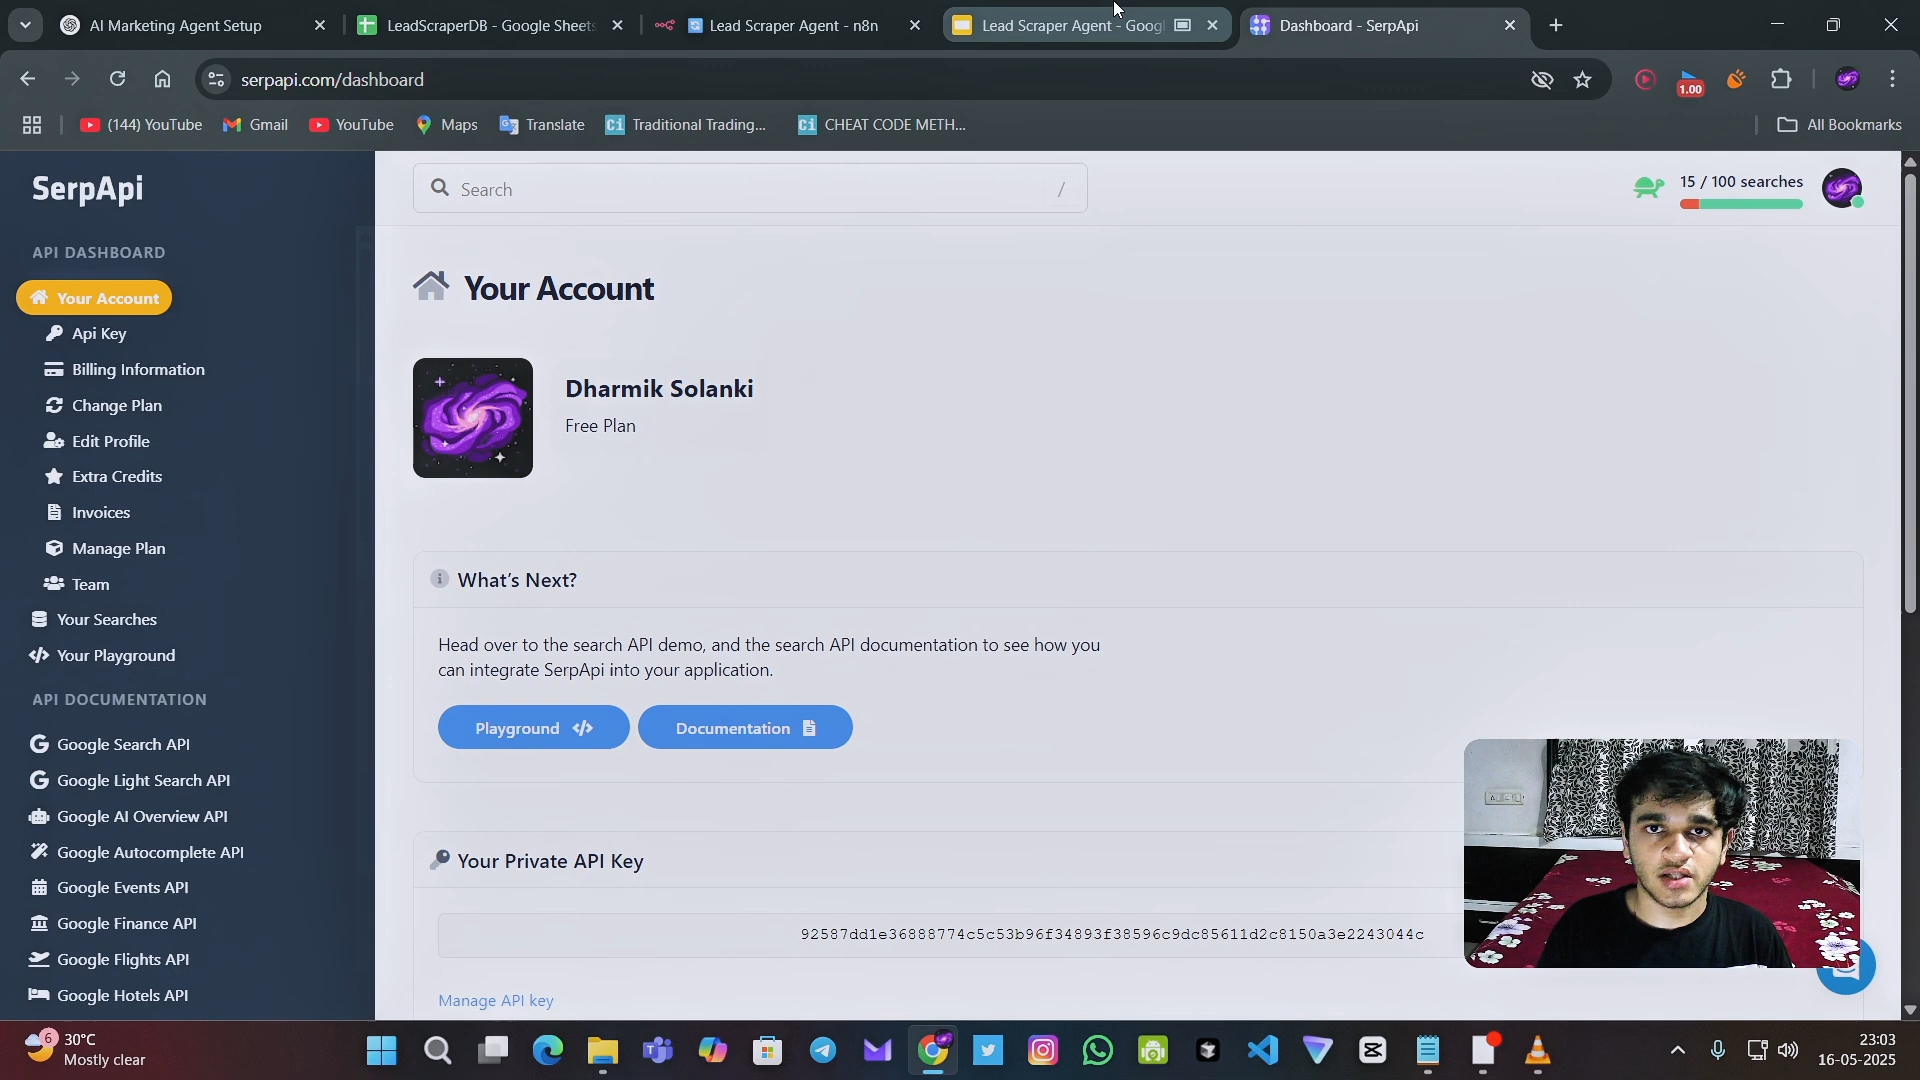 AI Marketing Agent Setup
LeadScraperDB - Google Sheets
Lead Scraper Agent - n8n
Lead Scraper Agent - Goog
Dashboard - SerpApi
serpapi.com/dashboard
1.00
(144) YouTube
Gmail
YouTube
Maps
Translate
Ci Traditional Trading...
Ci CHEAT CODE METH...
All Bookmarks
SerpApi
Search
/
15 / 100 searches
API DASHBOARD
Your Account
Api Key
Billing Information
Change Plan
Edit Profile
Extra Credits
Invoices
Manage Plan
Team
Your Searches
Your Playground
API DOCUMENTATION
Google Search API
Google Light Search API
Google AI Overview API
Google Autocomplete API
Google Events API
Google Finance API
Google Flights API
Google Hotels API
Your Account
Dharmik Solanki
Free Plan
What's Next?
Head over to the search API demo, and the search API documentation to see how you
can integrate SerpApi into your application.
Playground </>
Documentation
Your Private API Key
92587dd1e36888774c5c53b96f34893f38596c9dc85611d2c8150a3e2243044c
Manage API key
6
30°C
Mostly clear
23:03
16-05-2025